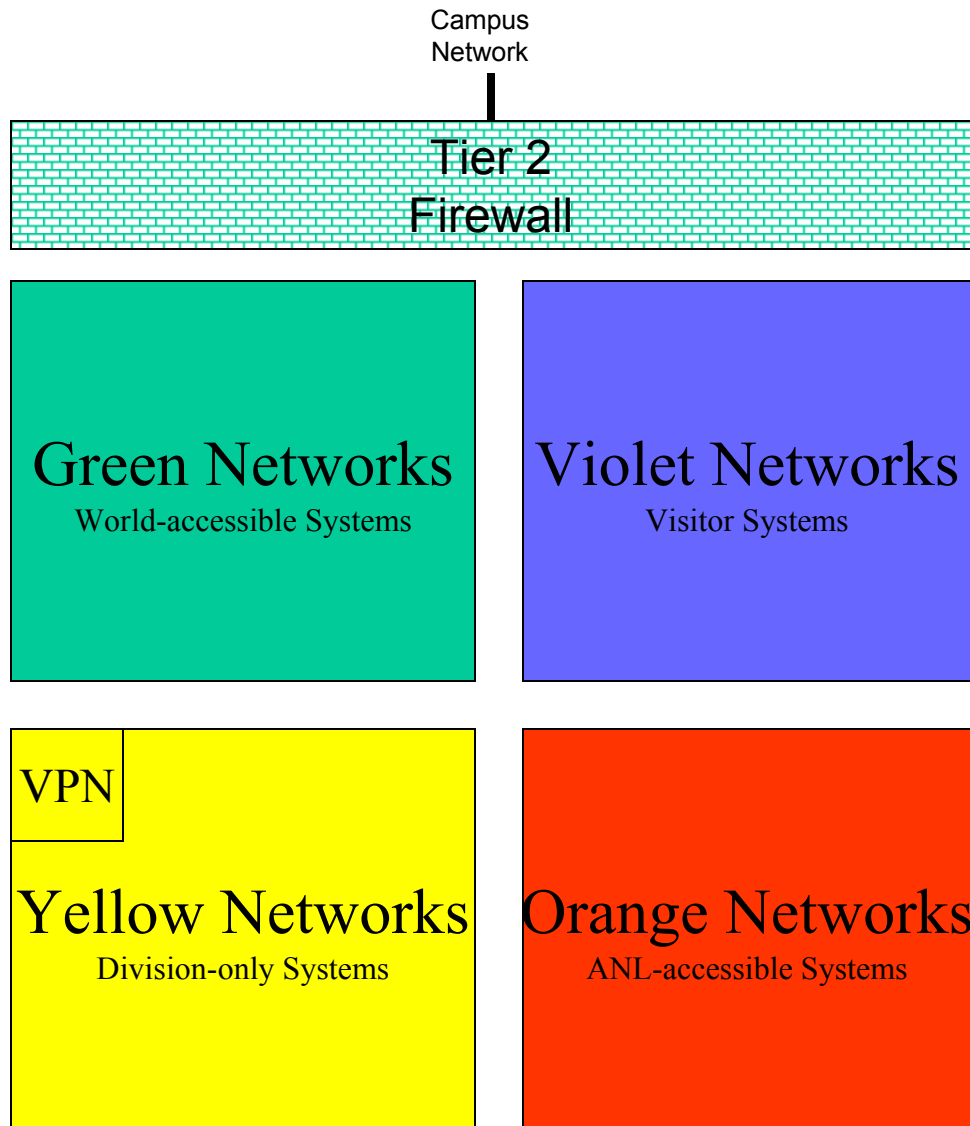 Campus
Network
Tier 2
Firewall
Green Networks
World-accessible Systems
Violet Networks
Visitor Systems
VPN
Yellow Networks
Division-only Systems
Orange Networks
ANL-accessible Systems